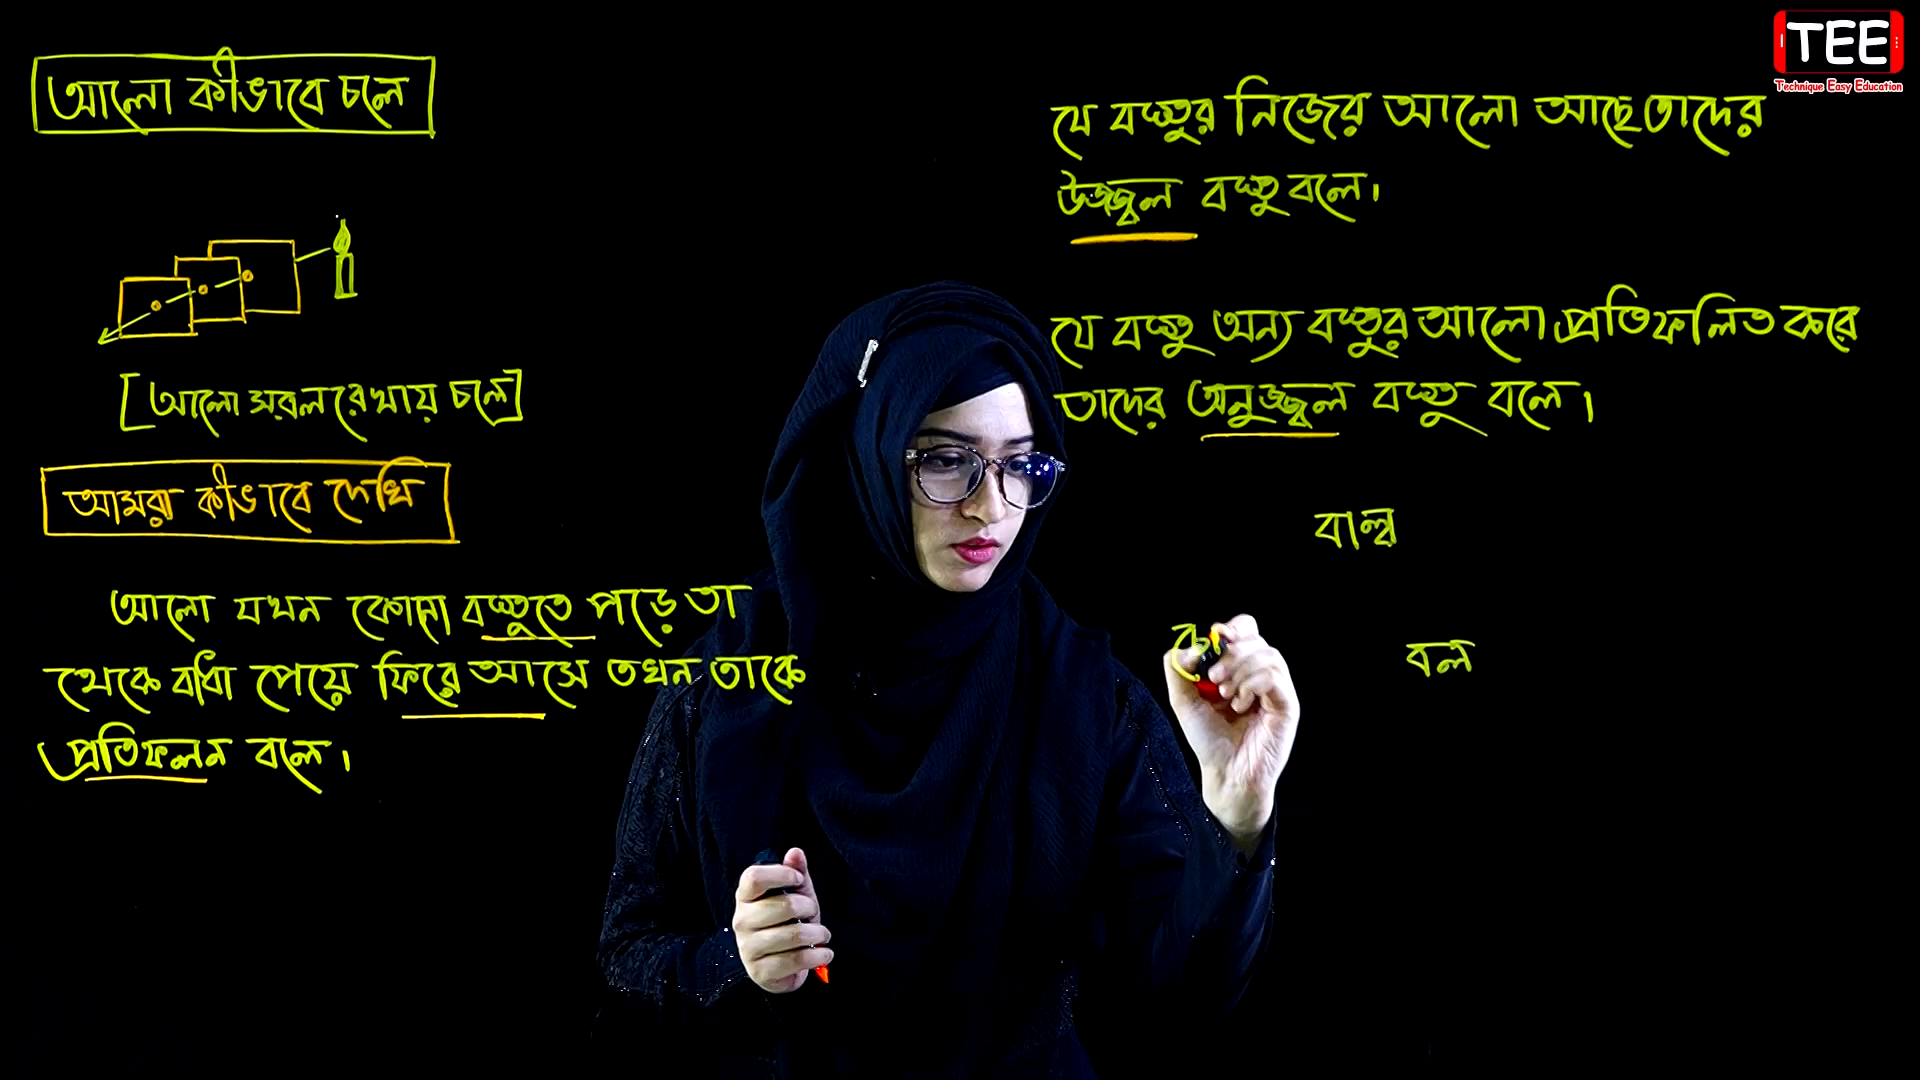 আলো কীভাবে চলে
[আলো সরল রেখায় চলে]
আমরা কীভাবে দেখি
আলো যখন কোনো বস্তুতে পড়ে তা
থেকে বাধা পেয়ে ফিরে আসে তখন তাকে
প্রতিফলন বলে।
TEE
Technique Easy Education
যে বস্তুর নিজের আলো আছে তাদের
উজ্জ্বল বস্তু বলে।
যে বস্তু অন্য বস্তুর আলো প্রতিফলিত করে
তাদের অনুজ্জ্বল বস্তু বলে।
বাল্ব
বল